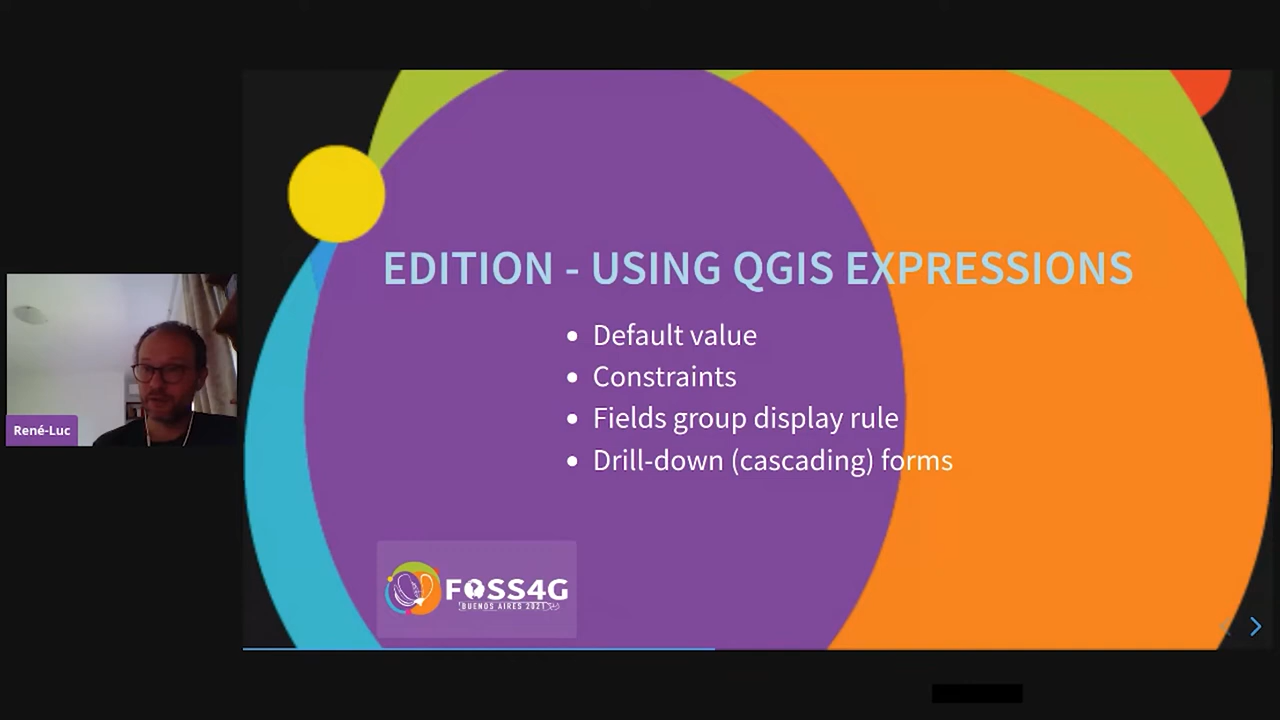 EDITION - USING QGIS EXPRESSIONS
• Default value
• Constraints
• Fields group display rule
• Drill-down (cascading) forms
René-Luc
FOSS4G
BUENOS AIRES 2021